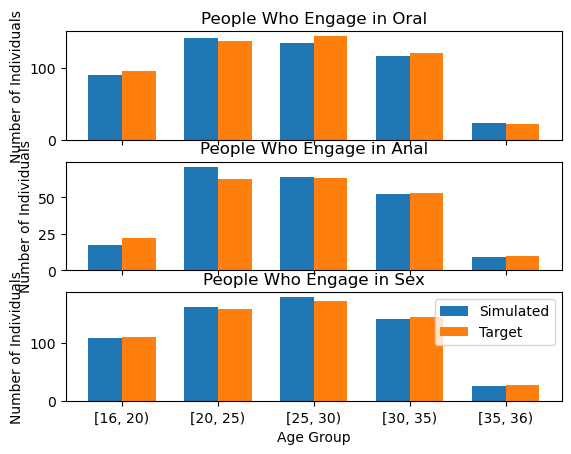 People Who Engage in Oral
Number of Individuals
100
0
People Who Engage in Anal
Number of Individuals
50
25
0
People Who Engage in Sex
Number of Individuals
100
0
Simulated
Target
[16, 20)
[20, 25)
[25, 30)
[30, 35)
[35, 36)
Age Group